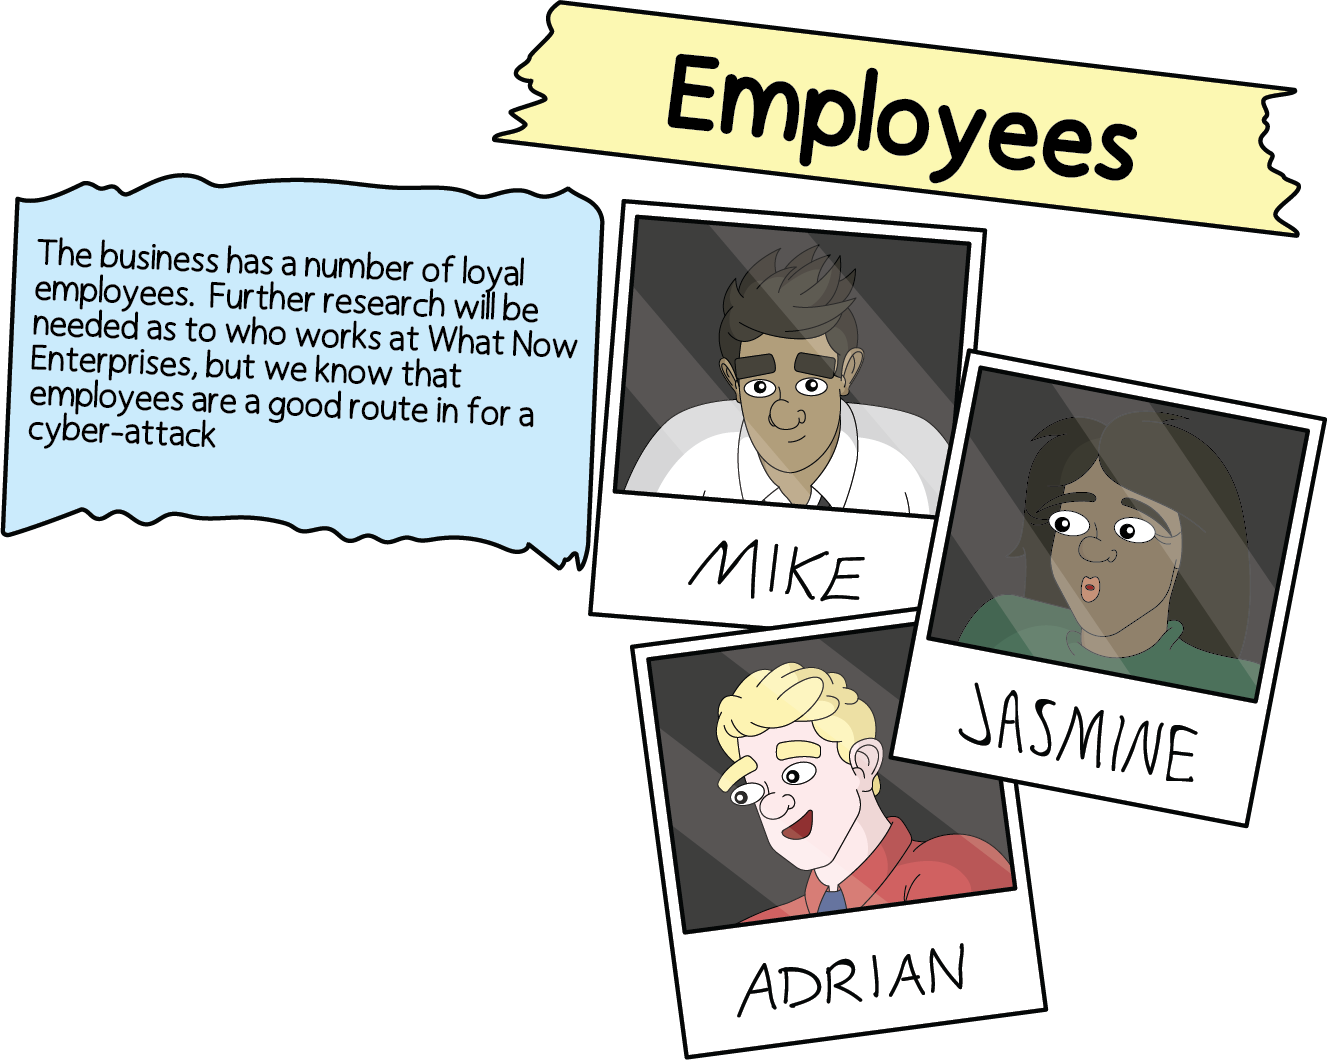 Employees
The business has a number of loyal
employees. Further research will be
needed as to who works at What Now
Enterprises, but we know that
employees are a good route in for a
cyber-attack
MIKE
JASMINE
ADRIAN